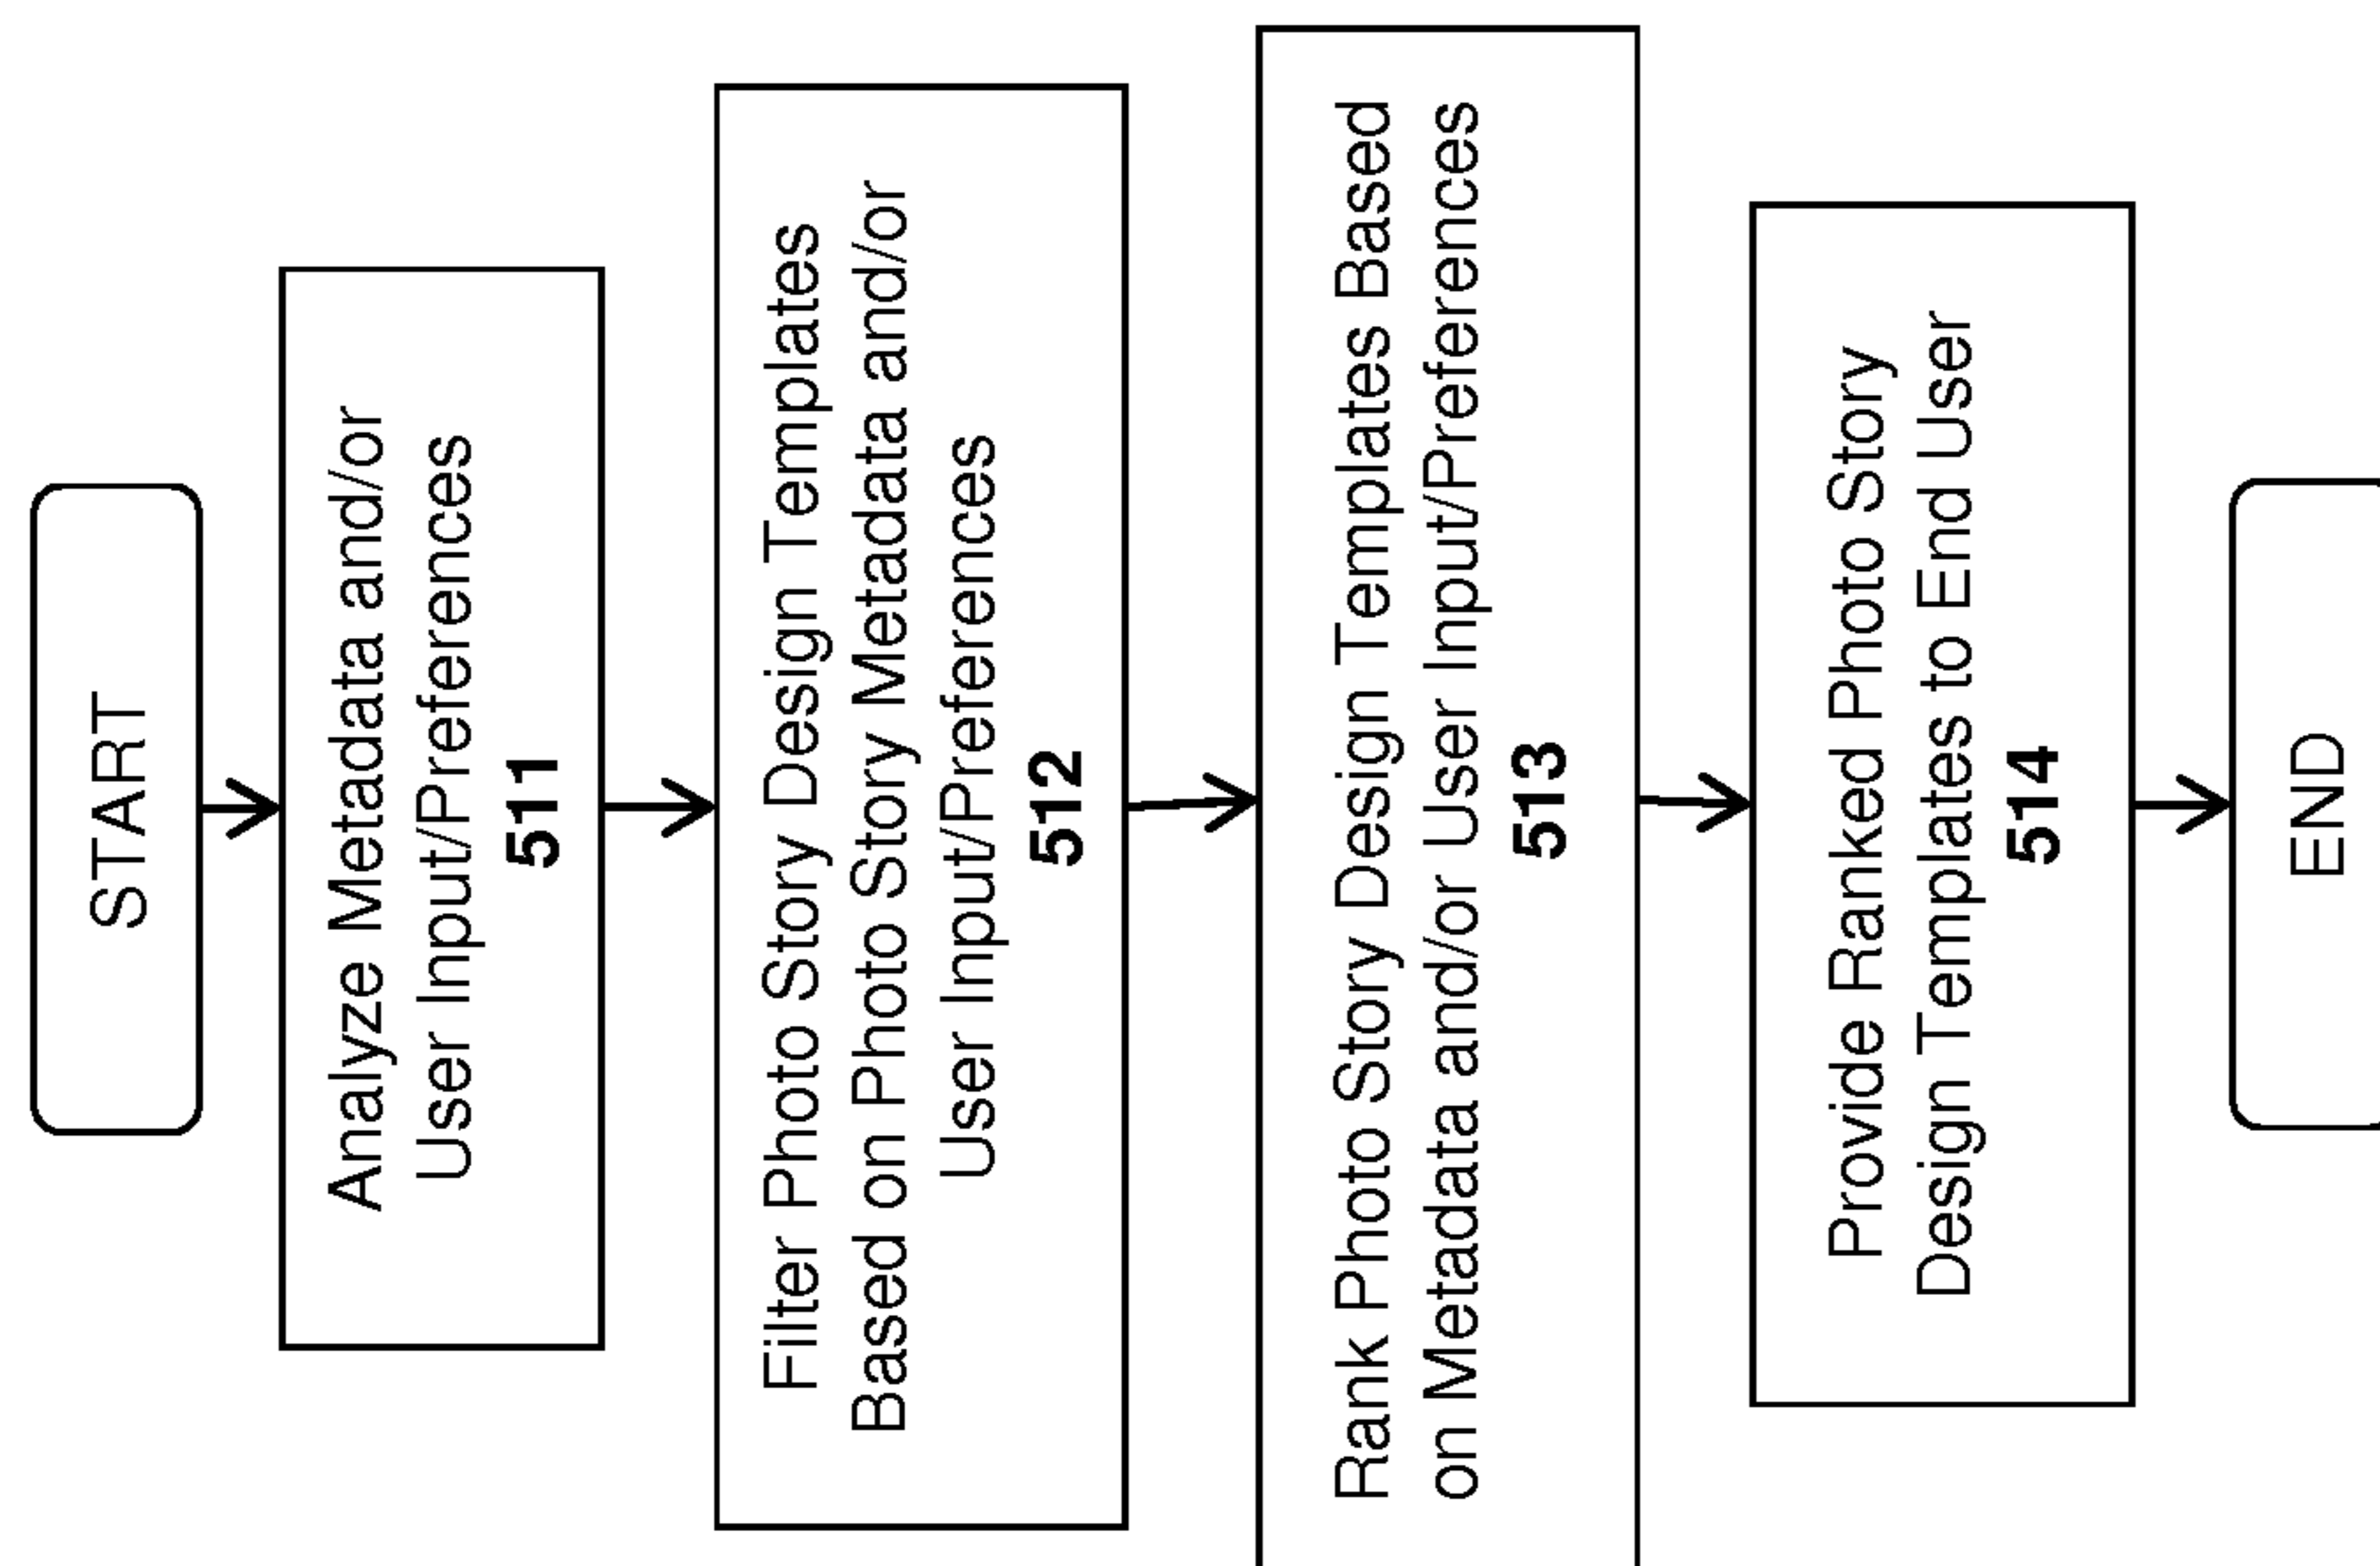 START
Analyze Metadata and/or
User Input/Preferences
511
Filter Photo Story Design Templates
Based on Photo Story Metadata and/or
User Input/Preferences
512
Rank Photo Story Design Templates Based
on Metadata and/or User Input/Preferences
513
Provide Ranked Photo Story
Design Templates to End User
514
END